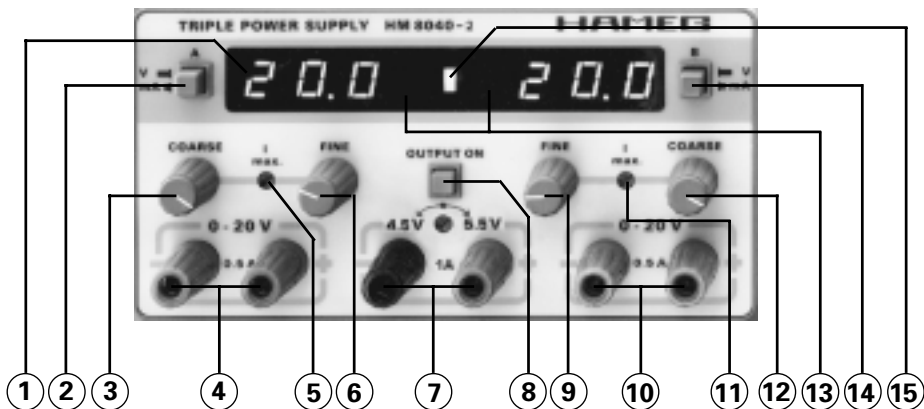 TRIPLE POWER SUPPLY HM 8040-2 HAMEG
A B
V V
mA mA
20.0 20.0
COARSE I max. FINE OUTPUT ON FINE I max. COARSE
0 - 20 V 4.5V 5.5V 0 - 20 V
0.5A 1A 0.5A
1 2 3 4 5 6 7 8 9 10 11 12 13 14 15